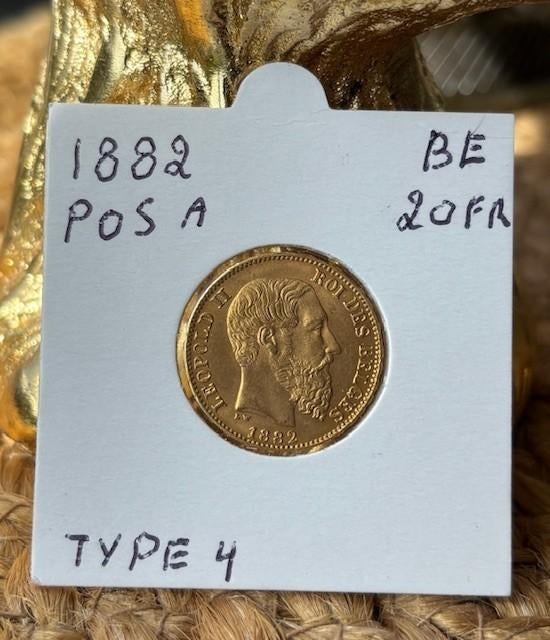 1882 BE
POS A 20FR
LEOPOLD II ROI DES BELGES
1882
TYPE 4